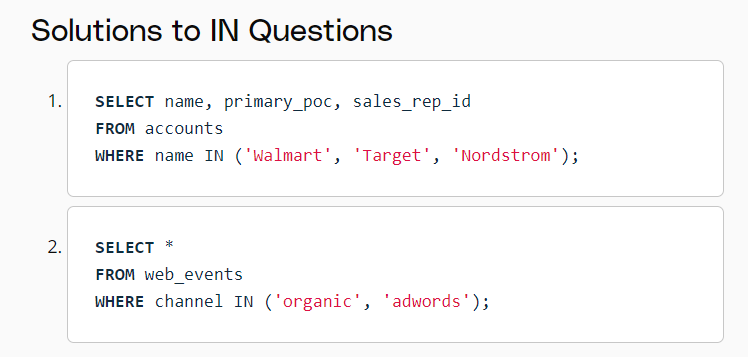 Solutions to IN Questions
1.
SELECT name, primary_poc, sales_rep_id
FROM accounts
WHERE name IN ('Walmart', 'Target', 'Nordstrom');
2.
SELECT *
FROM web_events
WHERE channel IN ('organic', 'adwords');